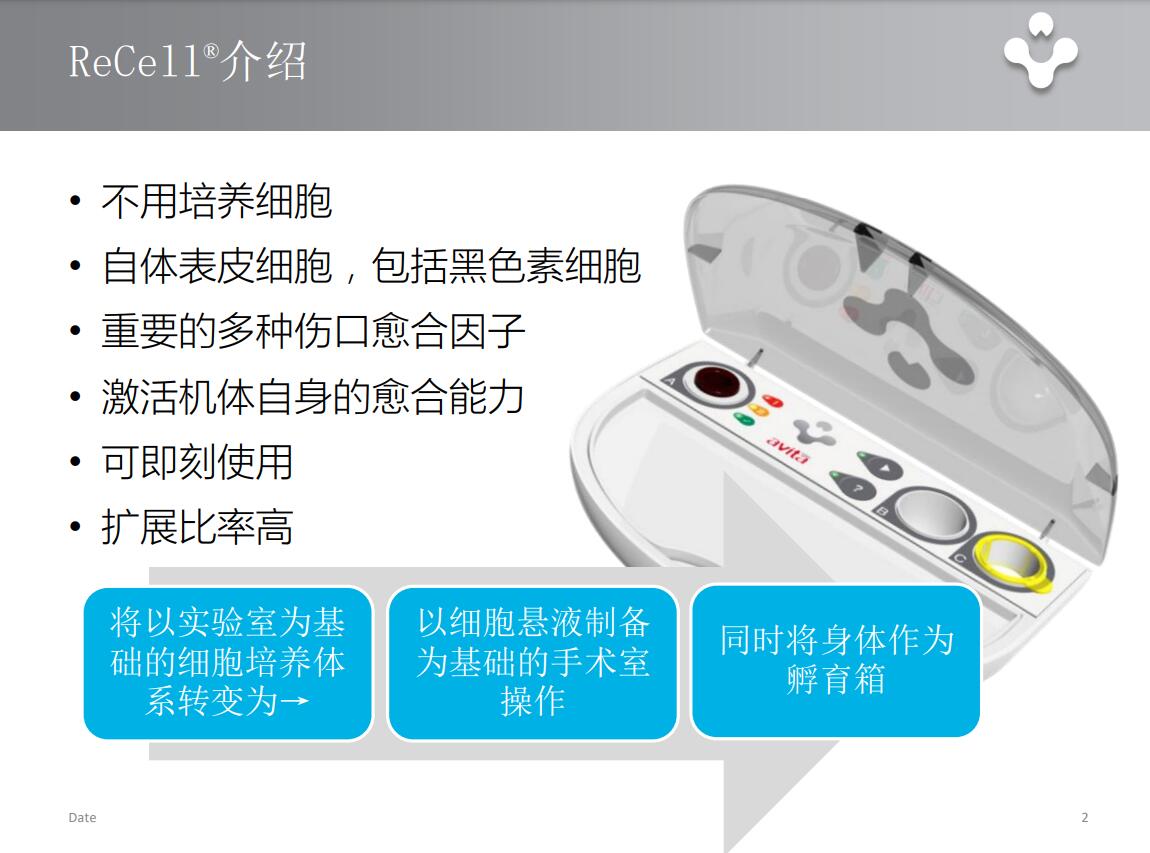 ReCell®介绍
• 不用培养细胞
• 自体表皮细胞，包括黑色素细胞
• 重要的多种伤口愈合因子
• 激活机体自身的愈合能力
• 可即刻使用
• 扩展比率高
A
avita
?
B
C
将以实验室为基
础的细胞培养体
系转变为→
以细胞悬液制备
为基础的手术室
操作
同时将身体作为
孵育箱
Date
2